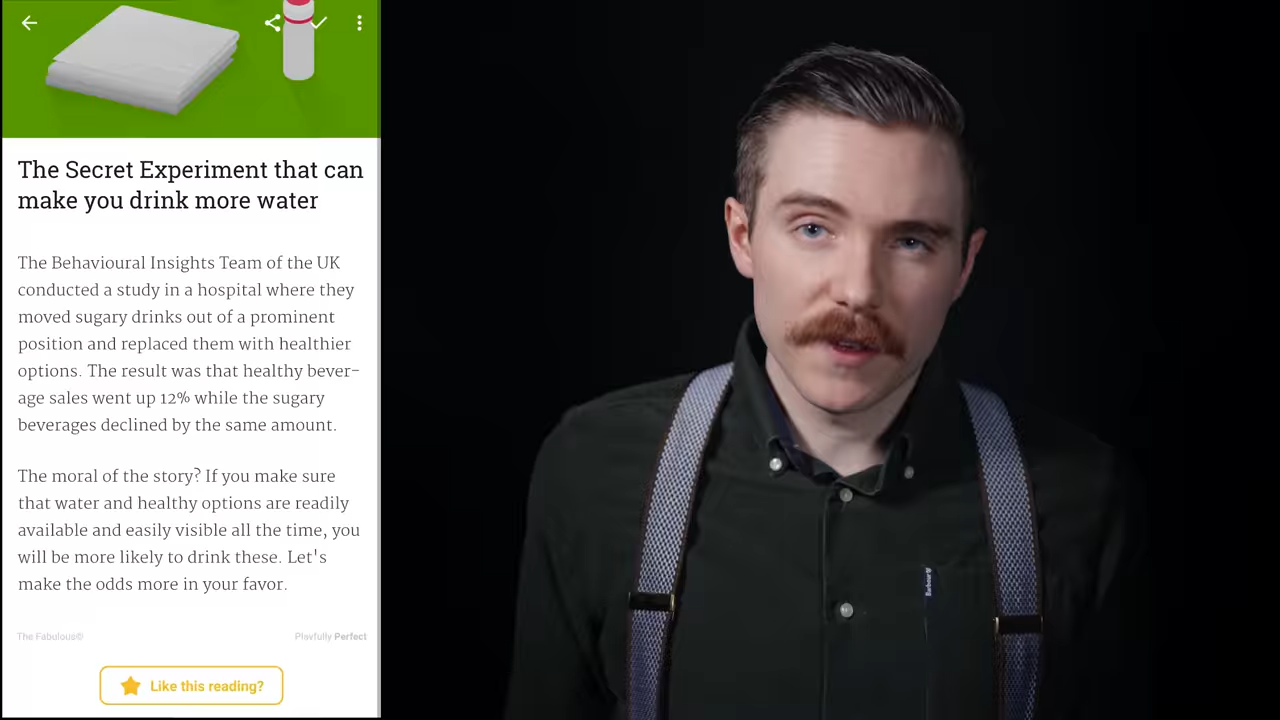 The Secret Experiment that can
make you drink more water
The Behavioural Insights Team of the UK
conducted a study in a hospital where they
moved sugary drinks out of a prominent
position and replaced them with healthier
options. The result was that healthy bever-
age sales went up 12% while the sugary
beverages declined by the same amount.
The moral of the story? If you make sure
that water and healthy options are readily
available and easily visible all the time, you
will be more likely to drink these. Let's
make the odds more in your favor.
The Fabulous©
Playfully Perfect
Like this reading?
Barbour